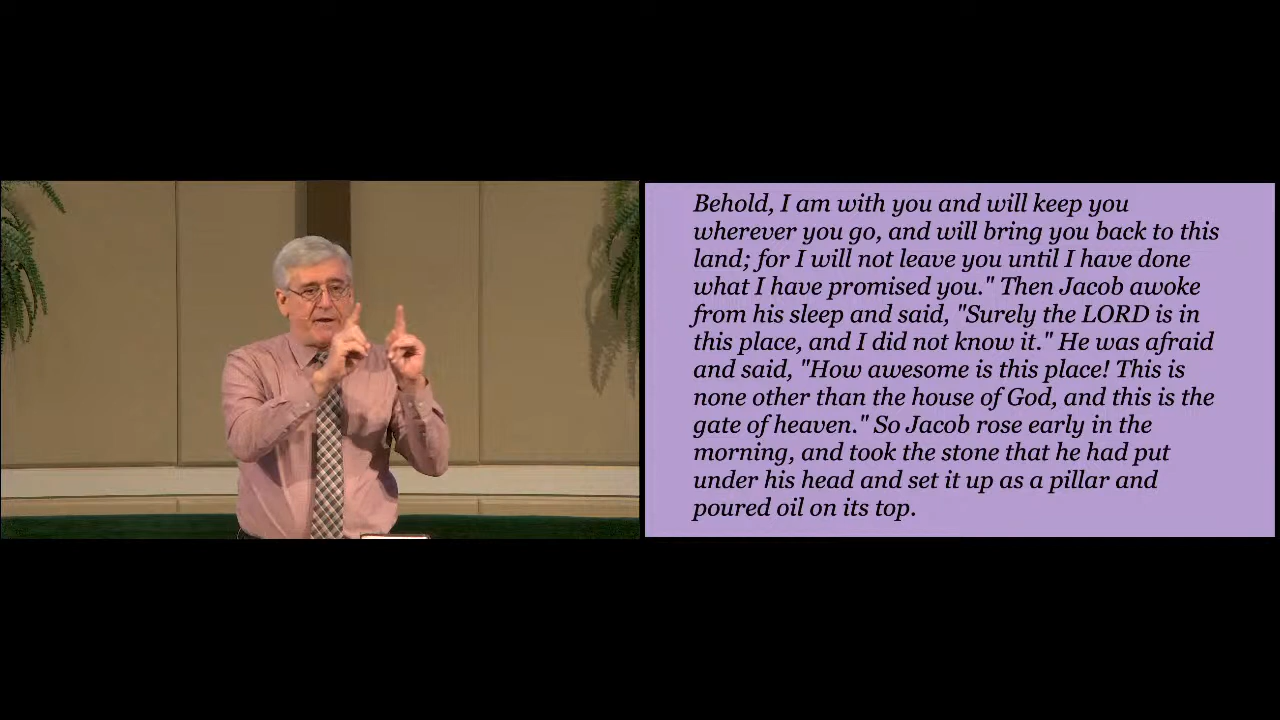 Behold, I am with you and will keep you
wherever you go, and will bring you back to this
land; for I will not leave you until I have done
what I have promised you." Then Jacob awoke
from his sleep and said, "Surely the LORD is in
this place, and I did not know it." He was afraid
and said, "How awesome is this place! This is
none other than the house of God, and this is the
gate of heaven." So Jacob rose early in the
morning, and took the stone that he had put
under his head and set it up as a pillar and
poured oil on its top.